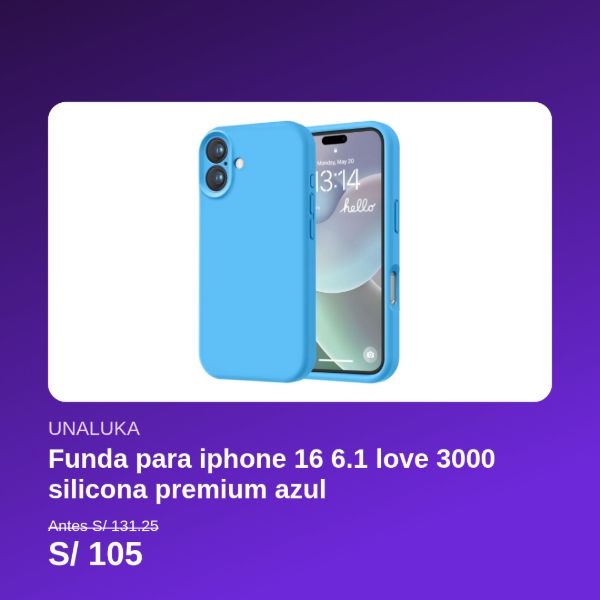 Monday, May 20
13:14
hello
UNALUKA
Funda para iphone 16 6.1 love 3000
silicona premium azul
Antes S/ 131.25
S/ 105